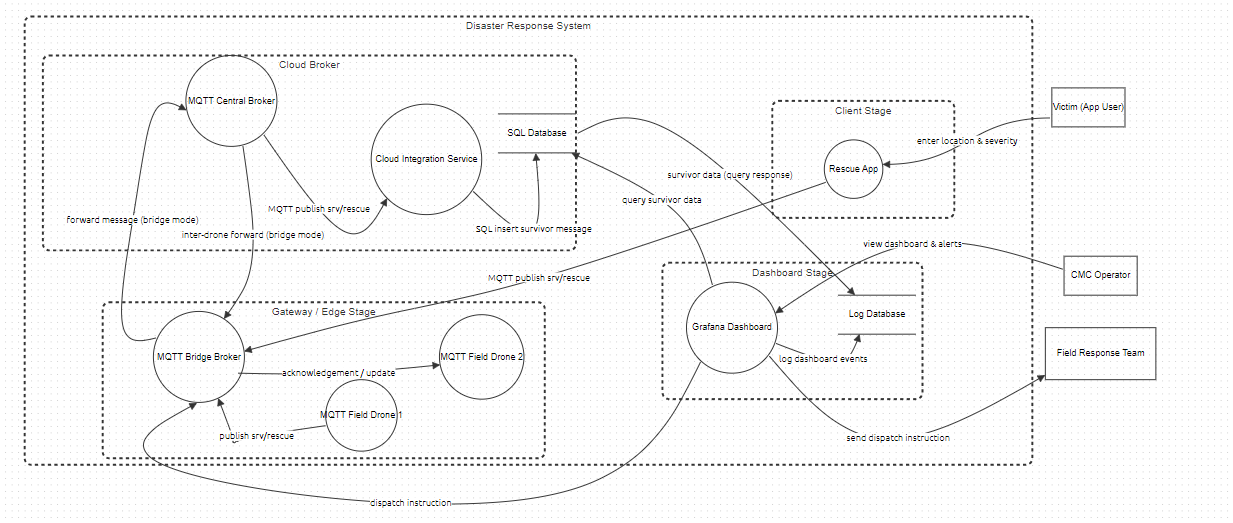 Disaster Response System
Cloud Broker
MQTT Central Broker
Client Stage
Victim (App User)
SQL Database
enter location & severity
Cloud Integration Service
Rescue App
survivor data (query response)
query survivor data
MQTT publish srv/rescue
forward message (bridge mode)
SQL insert survivor message
inter-drone forward (bridge mode)
view dashboard & alerts
Dashboard Stage
CMC Operator
MQTT publish srv/rescue
Gateway / Edge Stage
Log Database
Grafana Dashboard
MQTT Bridge Broker
MQTT Field Drone 2
Field Response Team
log dashboard events
acknowledgement / update
MQTT Field Drone 1
publish srv/rescue
send dispatch instruction
dispatch instruction